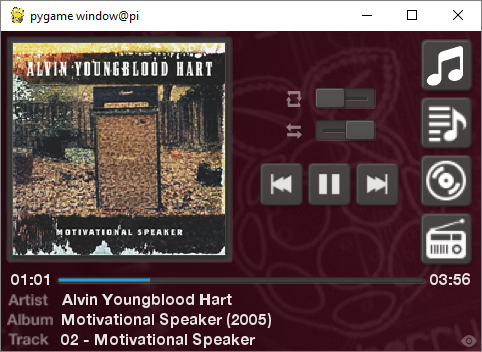 pygame window@pi
ALVIN YOUNGBLOOD HART
MOTIVATIONAL SPEAKER
01:01
03:56
Artist Alvin Youngblood Hart
Album Motivational Speaker (2005)
Track 02 - Motivational Speaker